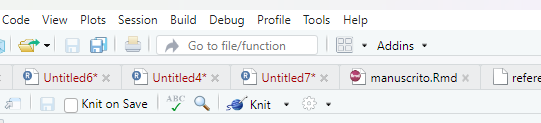 Code View Plots Session Build Debug Profile Tools Help
Go to file/function Addins
Untitled6* Untitled4* Untitled7* manuscrito.Rmd refere
Knit on Save ABC Knit